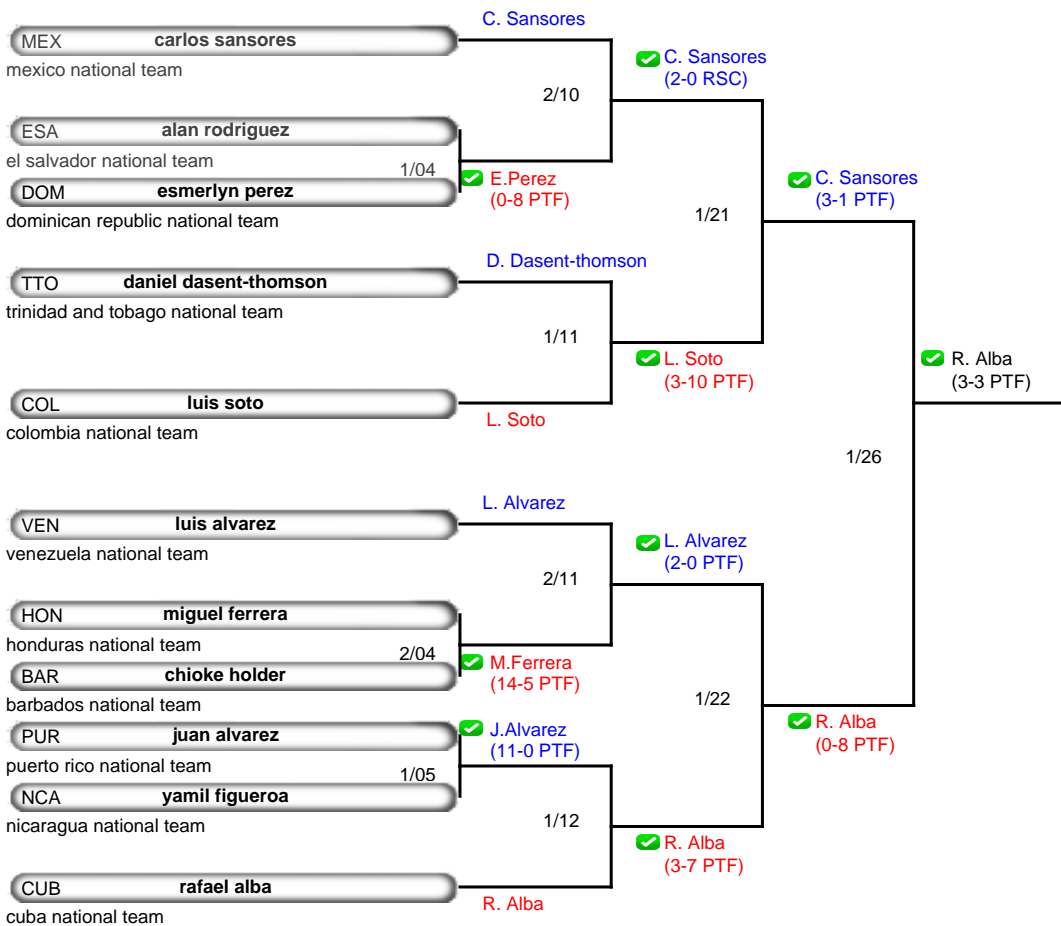 C. Sansores
MEX carlos sansores
mexico national team
C. Sansores
(2-0 RSC)
2/10
ESA alan rodriguez
el salvador national team
1/04
DOM esmerlyn perez
E.Perez
(0-8 PTF)
dominican republic national team
C. Sansores
(3-1 PTF)
1/21
D. Dasent-thomson
TTO daniel dasent-thomson
trinidad and tobago national team
1/11
L. Soto
(3-10 PTF)
R. Alba
(3-3 PTF)
COL luis soto
L. Soto
colombia national team
1/26
L. Alvarez
VEN luis alvarez
venezuela national team
L. Alvarez
(2-0 PTF)
2/11
HON miguel ferrera
honduras national team
2/04
BAR chioke holder
M.Ferrera
(14-5 PTF)
barbados national team
1/22
PUR juan alvarez
J.Alvarez
(11-0 PTF)
puerto rico national team
R. Alba
(0-8 PTF)
1/05
NCA yamil figueroa
nicaragua national team
1/12
R. Alba
(3-7 PTF)
CUB rafael alba
R. Alba
cuba national team